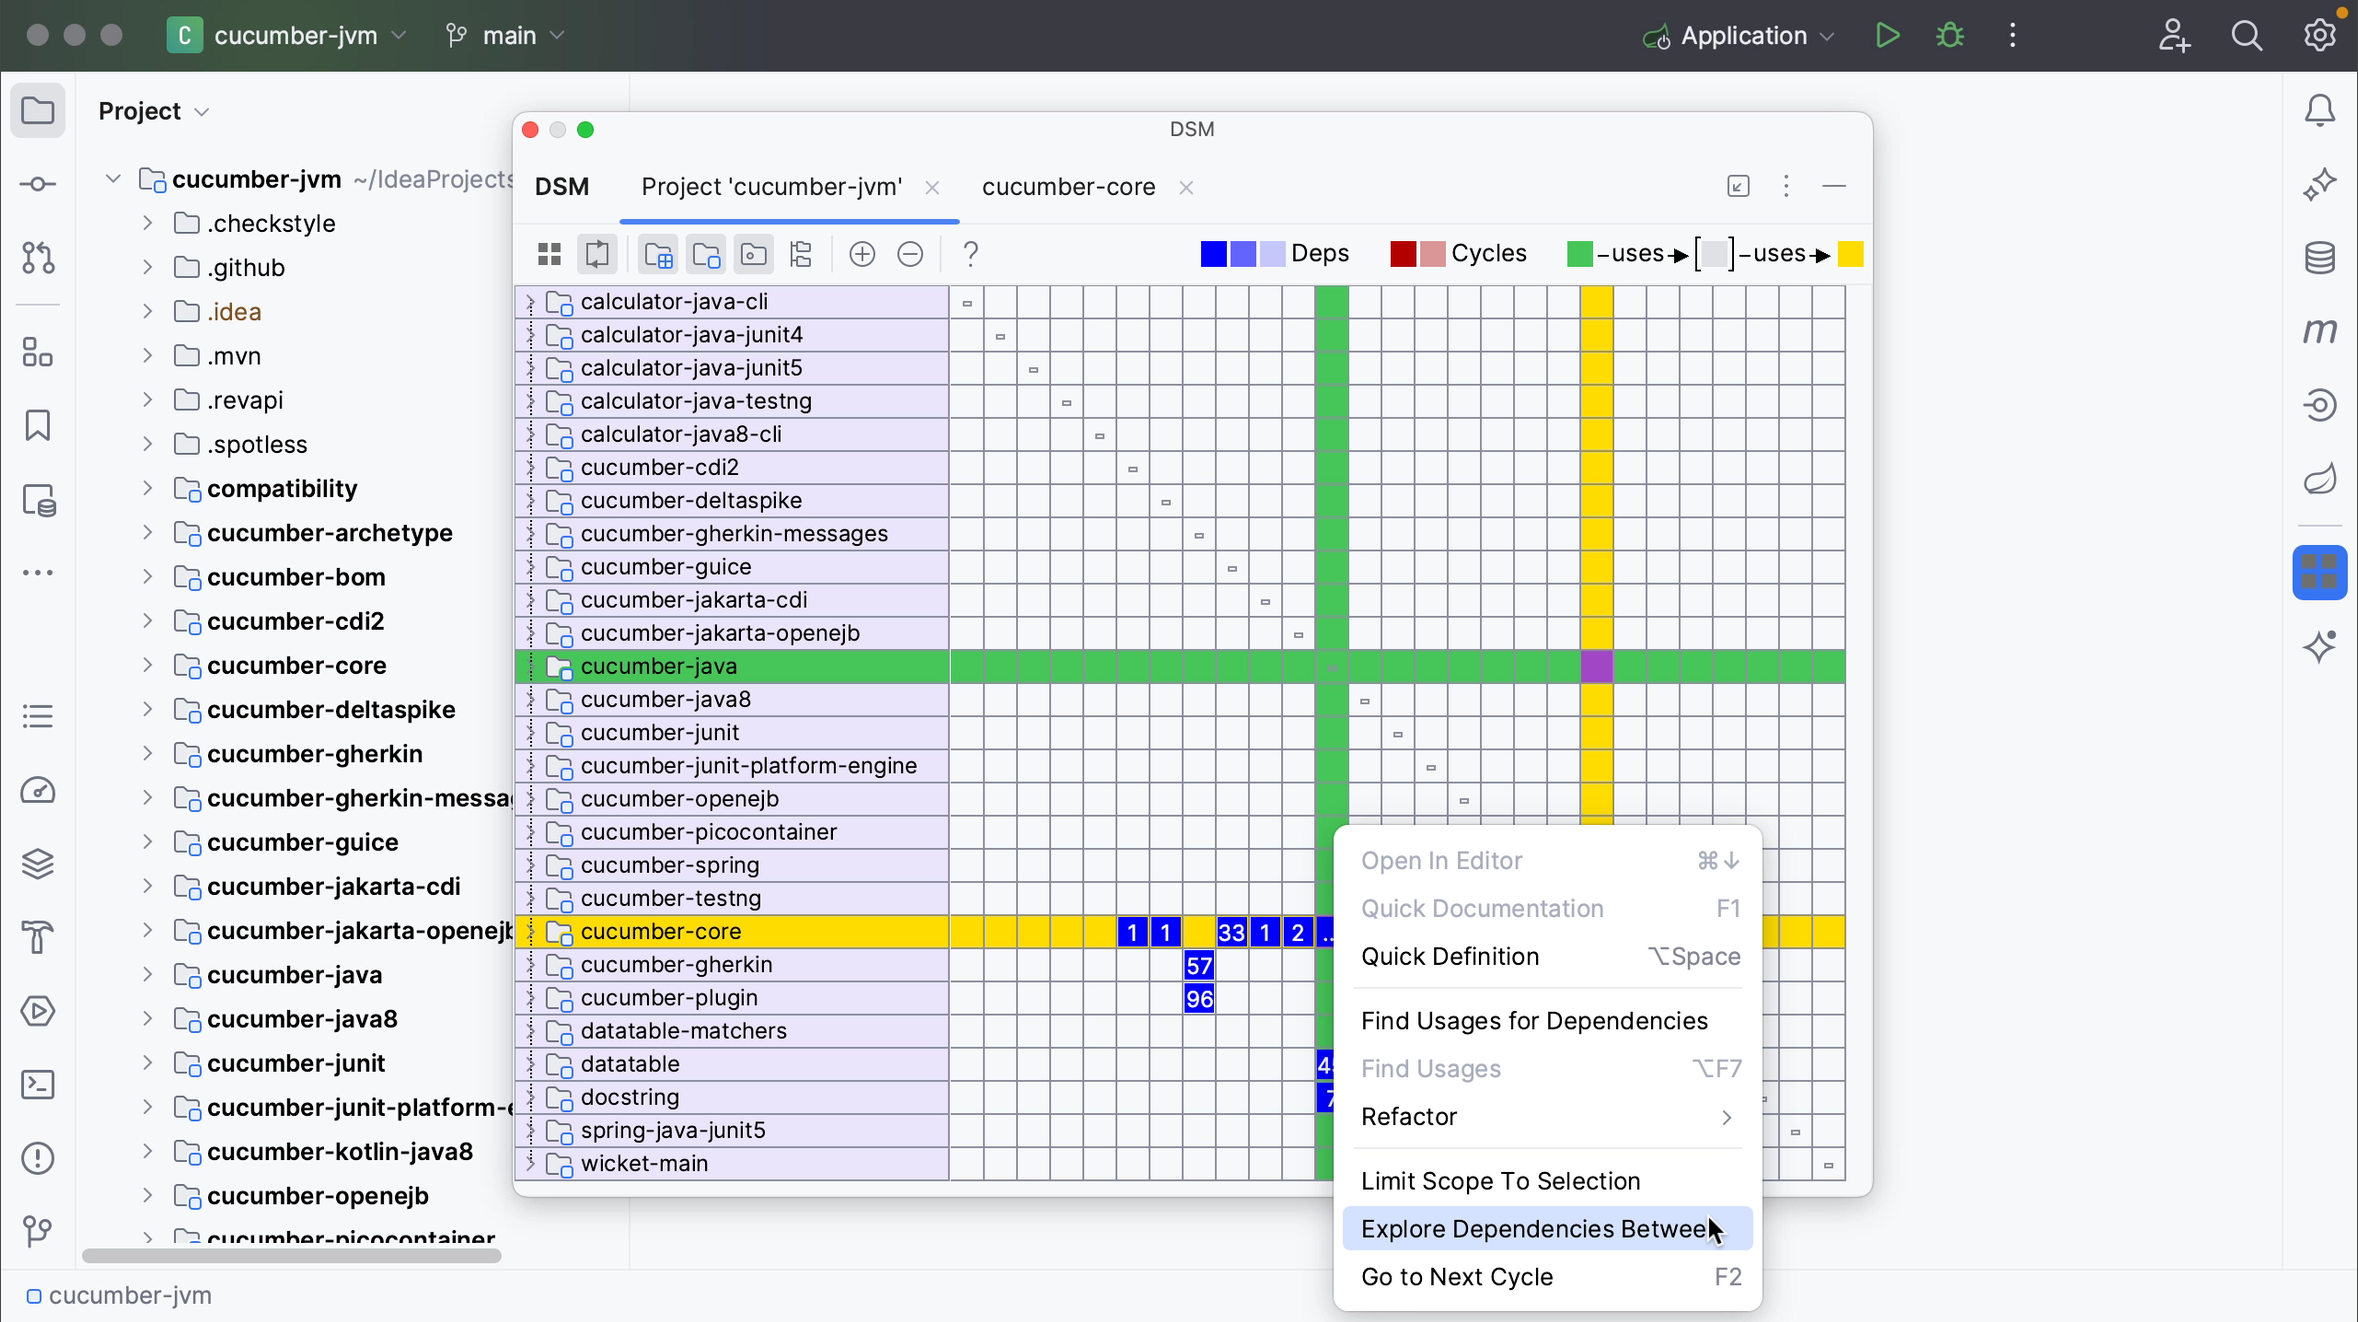 C cucumber-jvm main Application
Project
cucumber-jvm ~/IdeaProjects
.checkstyle
.github
.idea
.mvn
.revapi
.spotless
compatibility
cucumber-archetype
cucumber-bom
cucumber-cdi2
cucumber-core
cucumber-deltaspike
cucumber-gherkin
cucumber-gherkin-messa
cucumber-guice
cucumber-jakarta-cdi
cucumber-jakarta-openejb
cucumber-java
cucumber-java8
cucumber-junit
cucumber-junit-platform-e
cucumber-kotlin-java8
cucumber-openejb
cucumber-picocontainer
cucumber-jvm
DSM
DSM Project 'cucumber-jvm' cucumber-core
? Deps Cycles –uses [ ] –uses
calculator-java-cli
calculator-java-junit4
calculator-java-junit5
calculator-java-testng
calculator-java8-cli
cucumber-cdi2
cucumber-deltaspike
cucumber-gherkin-messages
cucumber-guice
cucumber-jakarta-cdi
cucumber-jakarta-openejb
cucumber-java
cucumber-java8
cucumber-junit
cucumber-junit-platform-engine
cucumber-openejb
cucumber-picocontainer
cucumber-spring
cucumber-testng
cucumber-core 1 1 33 1 2 ..
cucumber-gherkin 57
cucumber-plugin 96
datatable-matchers
datatable
docstring 7
spring-java-junit5
wicket-main
Open In Editor ⌘↓
Quick Documentation F1
Quick Definition ⌥Space
Find Usages for Dependencies
Find Usages ⌥F7
Refactor
Limit Scope To Selection
Explore Dependencies Betwee
Go to Next Cycle F2
m